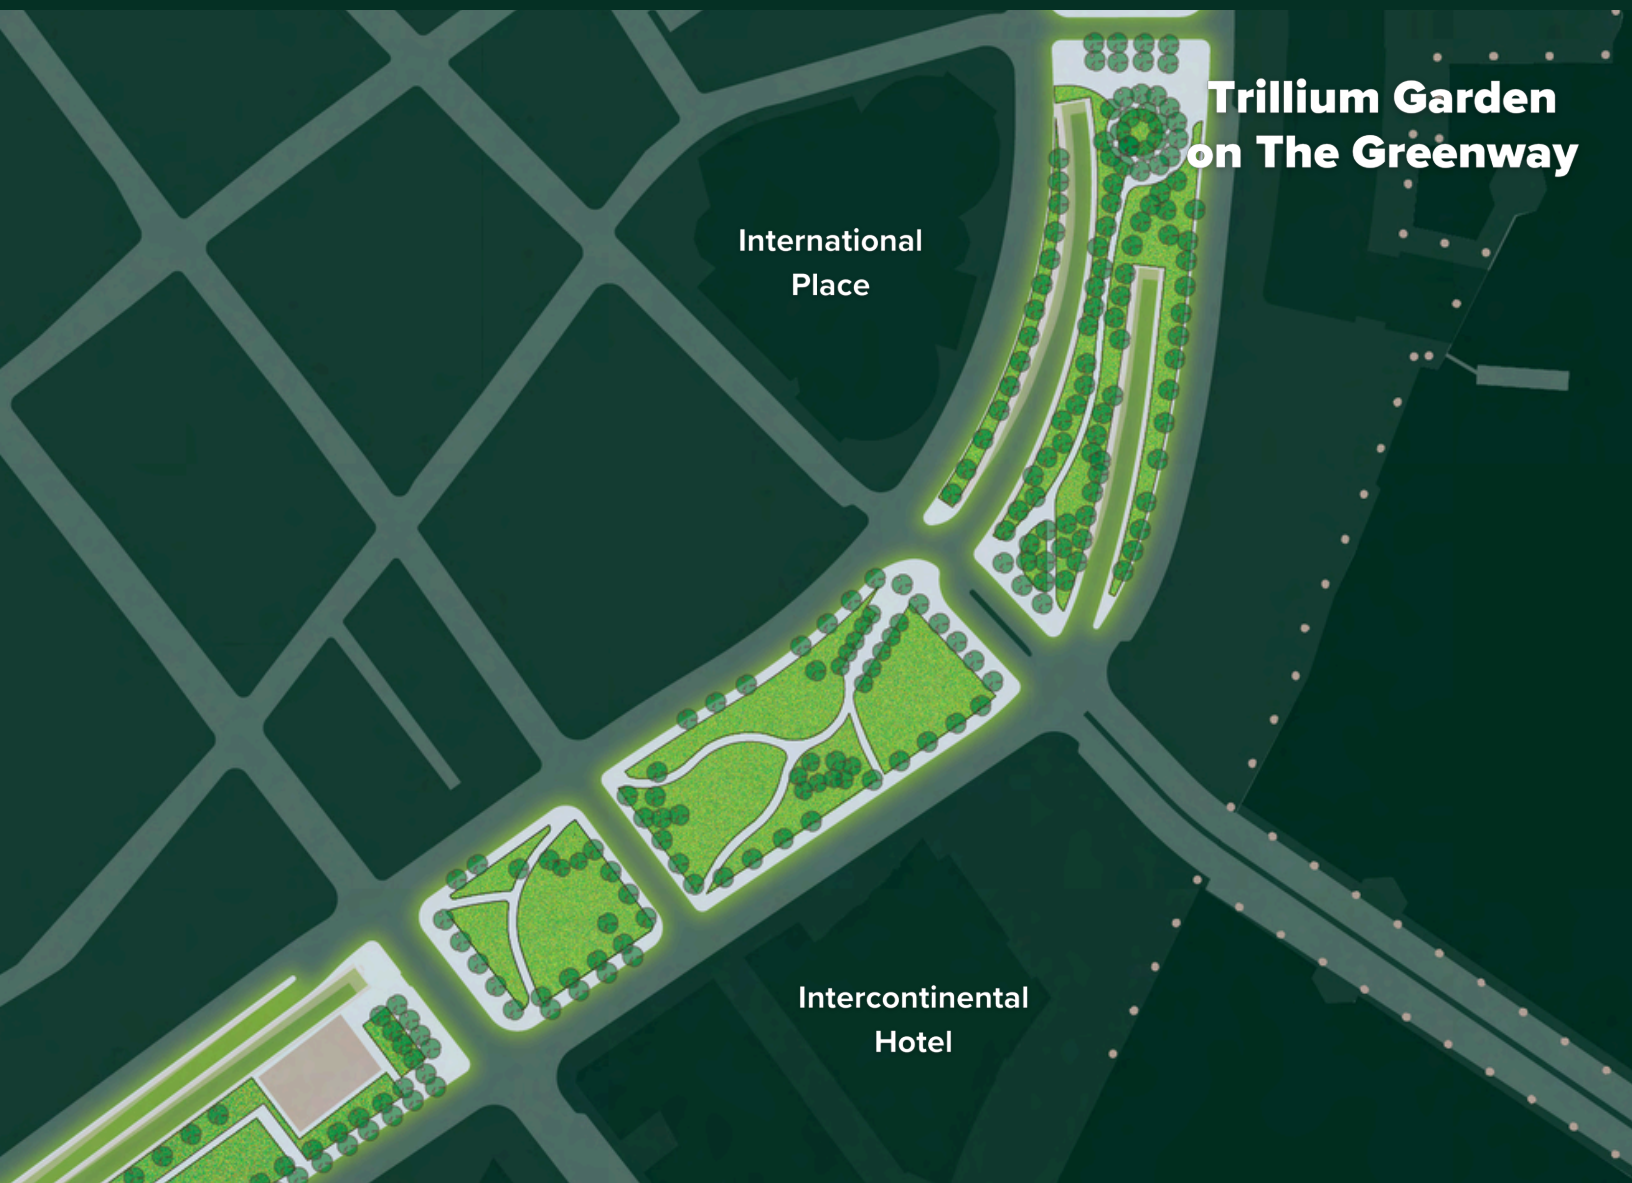 Trillium Garden
on The Greenway
International
Place
Intercontinental
Hotel